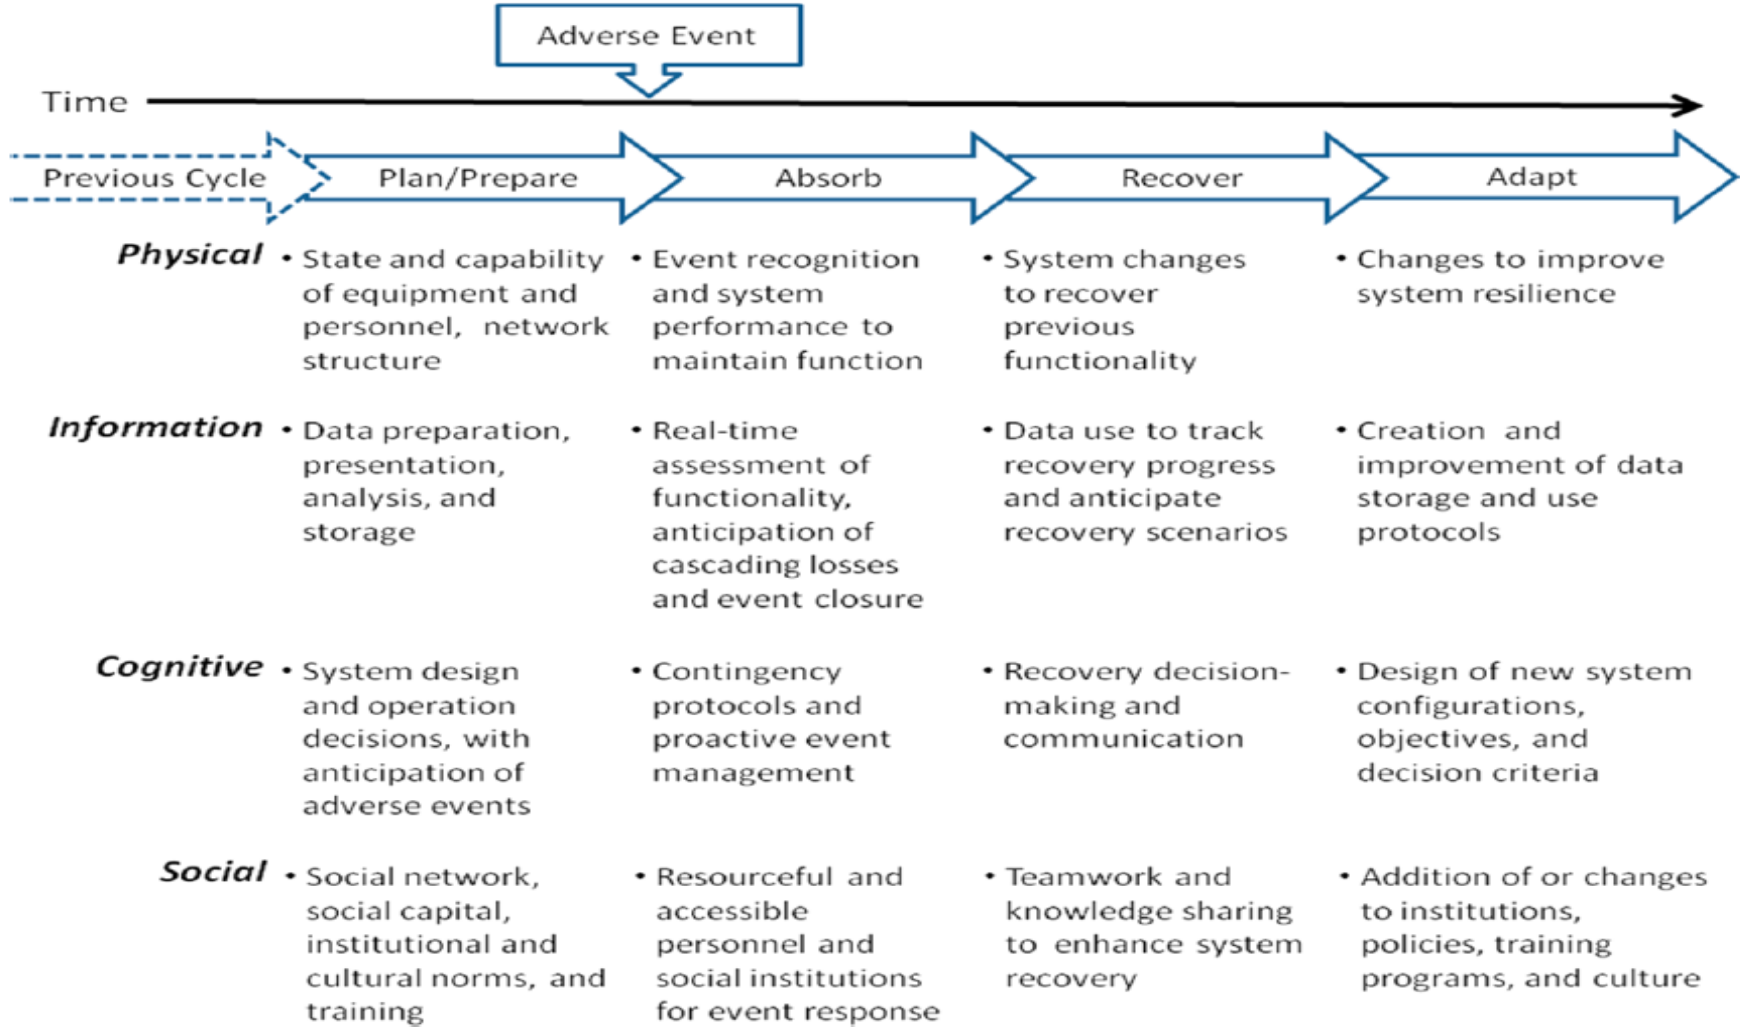 Adverse Event
Time
Previous Cycle
Plan/Prepare
Absorb
Recover
Adapt
Physical
• State and capability
of equipment and
personnel, network
structure
• Event recognition
and system
performance to
maintain function
• System changes
to recover
previous
functionality
• Changes to improve
system resilience
Information
• Data preparation,
presentation,
analysis, and
storage
• Real-time
assessment of
functionality,
anticipation of
cascading losses
and event closure
• Data use to track
recovery progress
and anticipate
recovery scenarios
• Creation and
improvement of data
storage and use
protocols
Cognitive
• System design
and operation
decisions, with
anticipation of
adverse events
• Contingency
protocols and
proactive event
management
• Recovery decision-
making and
communication
• Design of new system
configurations,
objectives, and
decision criteria
Social
• Social network,
social capital,
institutional and
cultural norms, and
training
• Resourceful and
accessible
personnel and
social institutions
for event response
• Teamwork and
knowledge sharing
to enhance system
recovery
• Addition of or changes
to institutions,
policies, training
programs, and culture